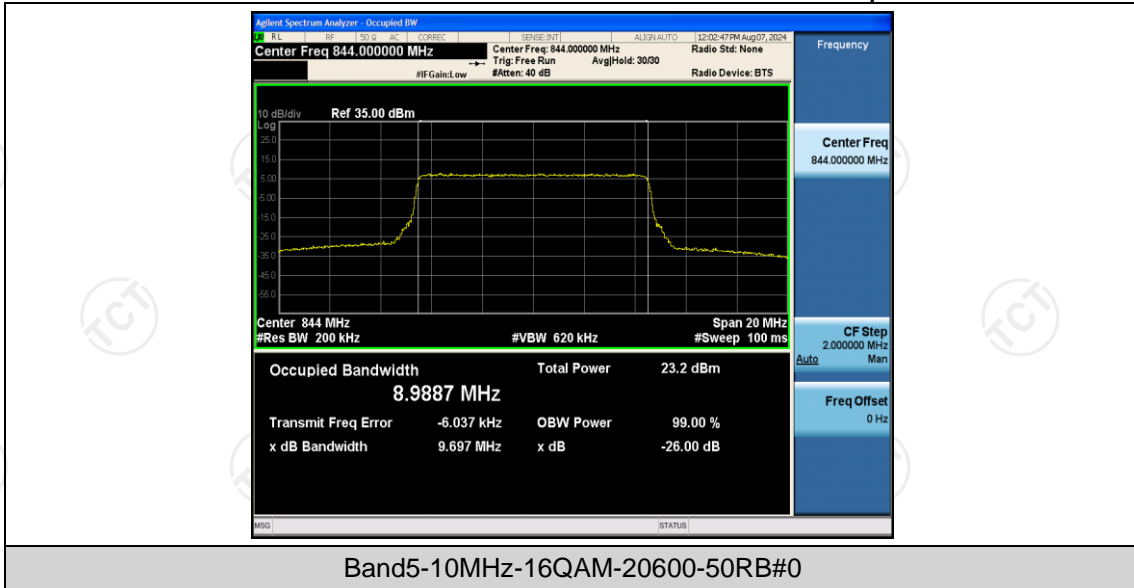 Agilent Spectrum Analyzer - Occupied BW
LXI RL RF 50 Ω AC CORREC SENSE:INT ALIGN AUTO 12:02:47 PM Aug 07, 2024
Center Freq 844.000000 MHz Center Freq: 844.000000 MHz Radio Std: None Frequency
Trig: Free Run Avg|Hold: 30/30
#IFGain:Low #Atten: 40 dB Radio Device: BTS
10 dB/div Ref 35.00 dBm
Log
25.0
15.0
5.00
-5.00
-15.0
-25.0
-35.0
-45.0
-55.0
Center Freq
844.000000 MHz
Center 844 MHz Span 20 MHz
#Res BW 200 kHz #VBW 620 kHz #Sweep 100 ms
CF Step
2.000000 MHz
Auto Man
Occupied Bandwidth Total Power 23.2 dBm
8.9887 MHz
Transmit Freq Error -6.037 kHz OBW Power 99.00 %
x dB Bandwidth 9.697 MHz x dB -26.00 dB
Freq Offset
0 Hz
MSG STATUS
TCT
TCT
TCT
TCT
TCT
TCT
Band5-10MHz-16QAM-20600-50RB#0